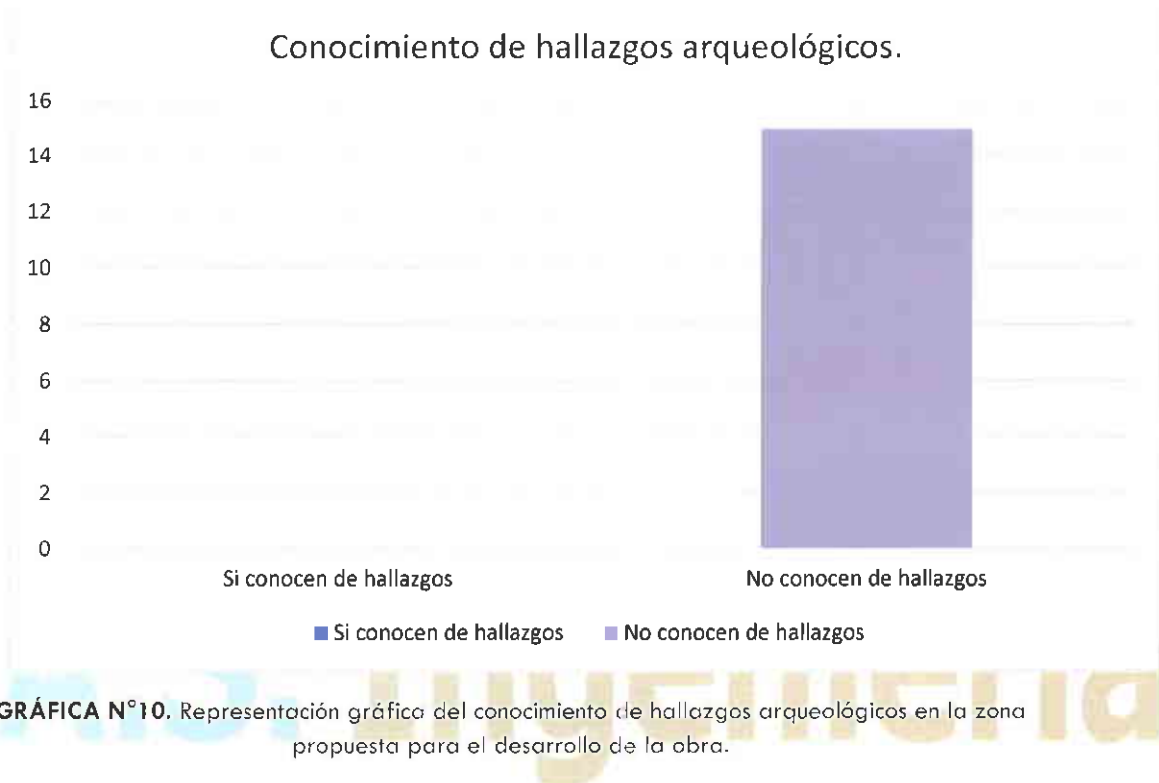 Conocimiento de hallazgos arqueológicos.
16
14
12
10
8
6
4
2
0
Si conocen de hallazgos No conocen de hallazgos
Si conocen de hallazgos No conocen de hallazgos
GRÁFICA N°10. Representación gráfica del conocimiento de hallazgos arqueológicos en la zona
propuesta para el desarrollo de la obra.